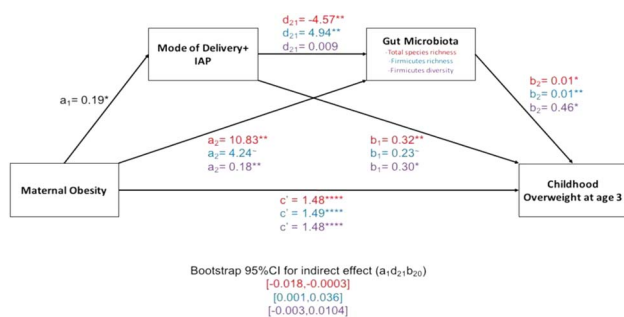 d21= -4.57**
d21= 4.94**
d21= 0.009
Mode of Delivery+
IAP
Gut Microbiota
-Total species richness
-Firmicutes richness
-Firmicutes diversity
b2= 0.01*
b2= 0.01**
b2= 0.46*
a1= 0.19*
a2= 10.83**
a2= 4.24~
a2= 0.18**
b1= 0.32**
b1= 0.23~
b1= 0.30*
Maternal Obesity
Childhood
Overweight at age 3
c' = 1.48****
c' = 1.49****
c' = 1.48****
Bootstrap 95%CI for indirect effect (a1d21b20)
[-0.018,-0.0003]
[0.001,0.036]
[-0.003,0.0104]